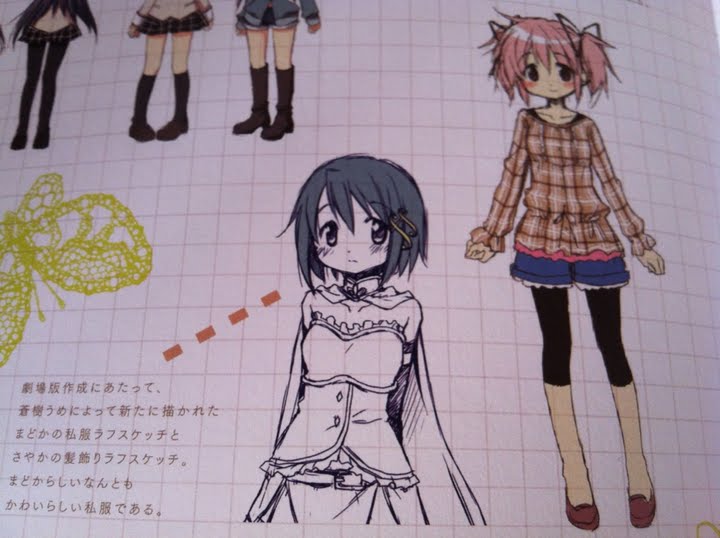 劇場版作成にあたって、
蒼樹うめによって新たに描かれた
まどかの私服ラフスケッチと
さやかの髪飾りラフスケッチ。
まどからしいなんとも
かわいらしい私服である。